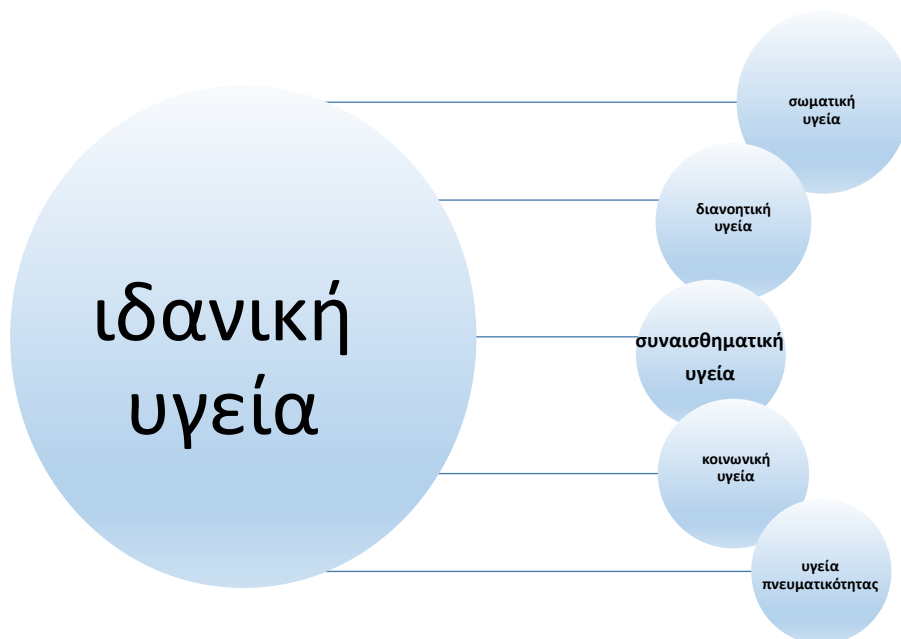 ιδανική
υγεία
σωματική
υγεία
διανοητική
υγεία
συναισθηματική
υγεία
κοινωνική
υγεία
υγεία
πνευματικότητας